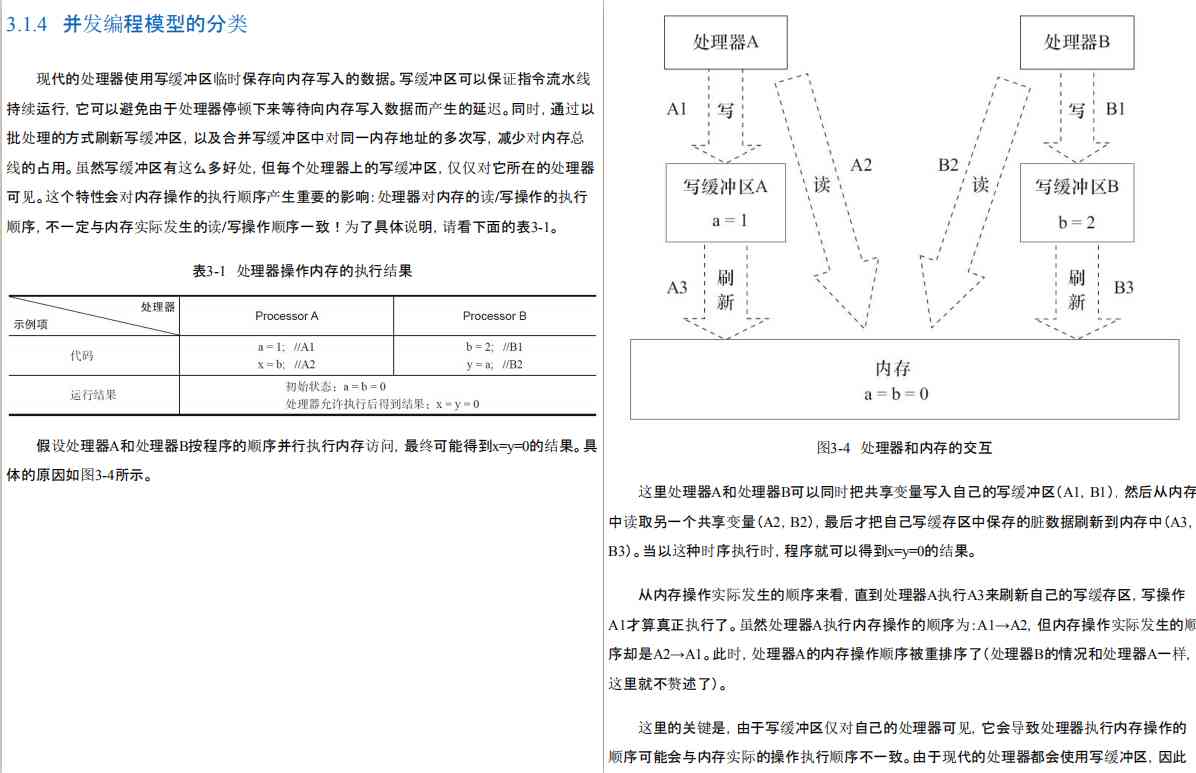 3.1.4 并发编程模型的分类
现代的处理器使用写缓冲区临时保存向内存写入的数据。写缓冲区可以保证指令流水线
持续运行，它可以避免由于处理器停顿下来等待向内存写入数据而产生的延迟。同时，通过以
批处理的方式刷新写缓冲区，以及合并写缓冲区中对同一内存地址的多次写，减少对内存总
线的占用。虽然写缓冲区有这么多好处，但每个处理器上的写缓冲区，仅仅对它所在的处理器
可见。这个特性会对内存操作的执行顺序产生重要的影响：处理器对内存的读/写操作的执行
顺序，不一定与内存实际发生的读/写操作顺序一致！为了具体说明，请看下面的表3-1。
表3-1 处理器操作内存的执行结果
处理器
示例项
Processor A
Processor B
代码
a = 1; //A1
x = b; //A2
b = 2; //B1
y = a; //B2
运行结果
初始状态：a = b = 0
处理器允许执行后得到结果：x = y = 0
假设处理器A和处理器B按程序的顺序并行执行内存访问，最终可能得到x=y=0的结果。具
体的原因如图3-4所示。
处理器A
处理器B
A1
写
写
B1
A2
读
B2
读
写缓冲区A
a = 1
写缓冲区B
b = 2
A3
刷
新
刷
新
B3
内存
a = b = 0
图3-4 处理器和内存的交互
这里处理器A和处理器B可以同时把共享变量写入自己的写缓冲区（A1，B1），然后从内存
中读取另一个共享变量（A2，B2），最后才把自己写缓存区中保存的脏数据刷新到内存中（A3，
B3）。当以这种时序执行时，程序就可以得到x=y=0的结果。
从内存操作实际发生的顺序来看，直到处理器A执行A3来刷新自己的写缓存区，写操作
A1才算真正执行了。虽然处理器A执行内存操作的顺序为：A1→A2，但内存操作实际发生的顺
序却是A2→A1。此时，处理器A的内存操作顺序被重排序了（处理器B的情况和处理器A一样，
这里就不赘述了）。
这里的关键是，由于写缓冲区仅对自己的处理器可见，它会导致处理器执行内存操作的
顺序可能会与内存实际的操作执行顺序不一致。由于现代的处理器都会使用写缓冲区，因此